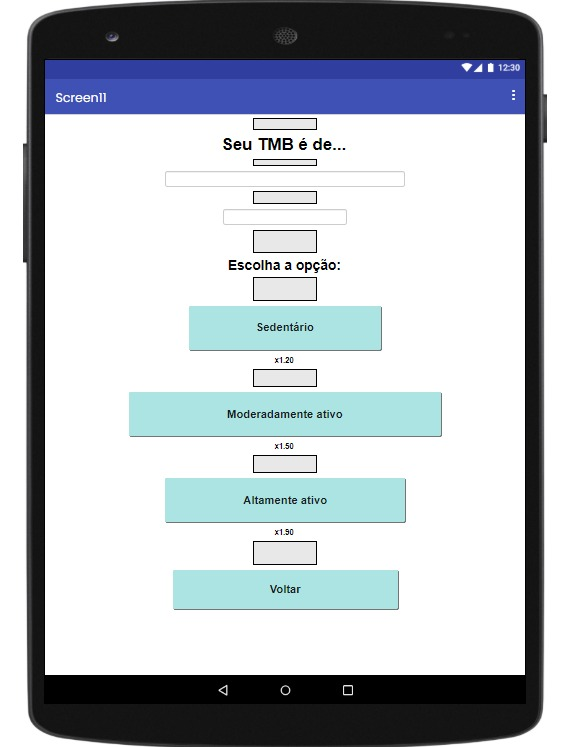 12:30
Screen11
Seu TMB é de...
Escolha a opção:
Sedentário
x1.20
Moderadamente ativo
x1.50
Altamente ativo
x1.90
Voltar